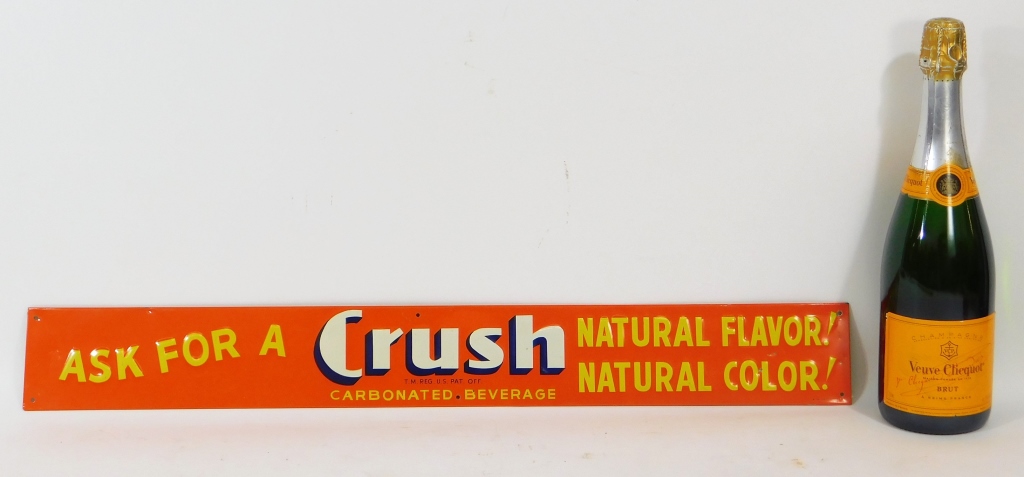 ASK FOR A
Crush
T M REG U.S PAT. OFF
CARBONATED BEVERAGE
NATURAL FLAVOR!
NATURAL COLOR!
CHAMPAGNE
Veuve Clicquot
BRUT